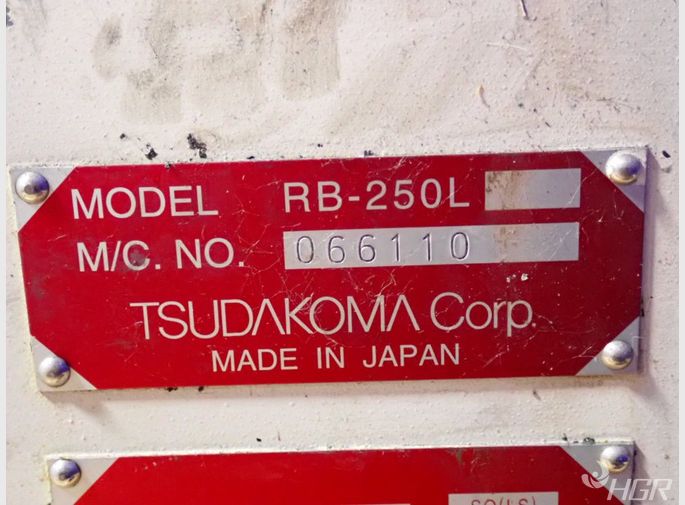 MODEL RB-250L
M/C. NO. 066110
TSUDAKOMA Corp.
MADE IN JAPAN
HGR